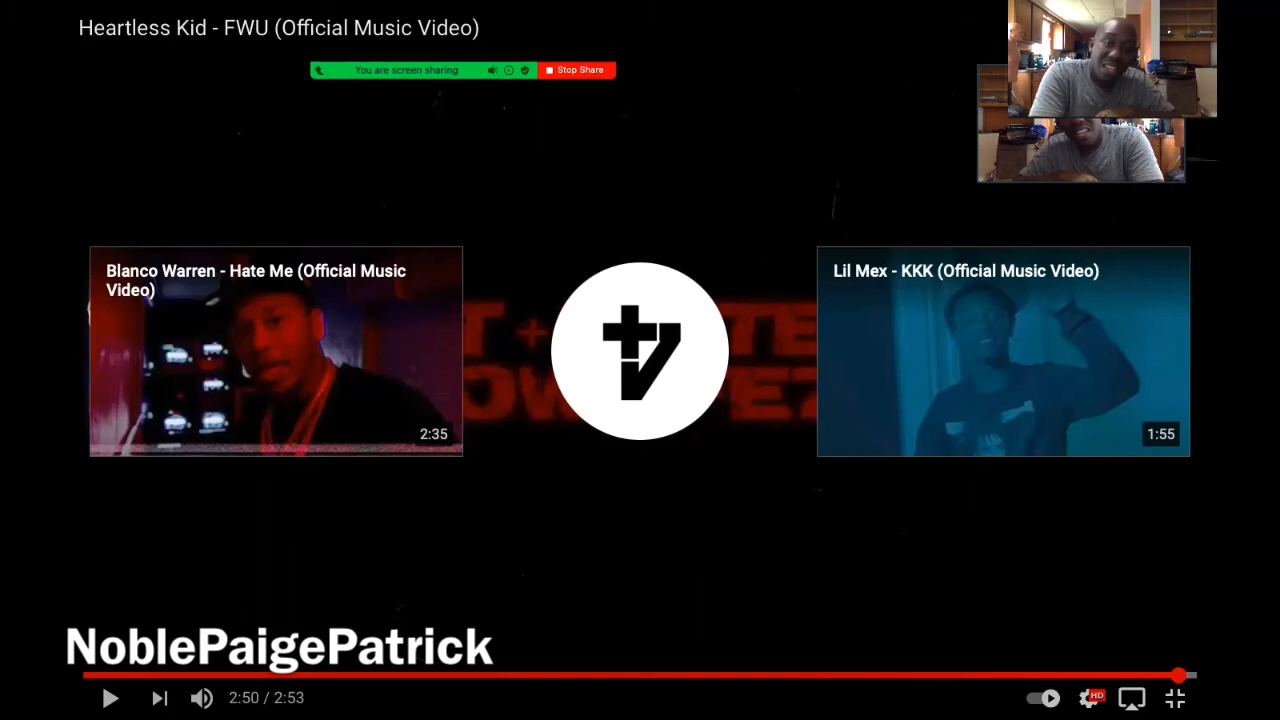 Heartless Kid - FWU (Official Music Video)
You are screen sharing
Stop Share
Blanco Warren - Hate Me (Official Music
Video)
2:35
Lil Mex - KKK (Official Music Video)
1:55
NoblePaigePatrick
2:50 / 2:53
HD